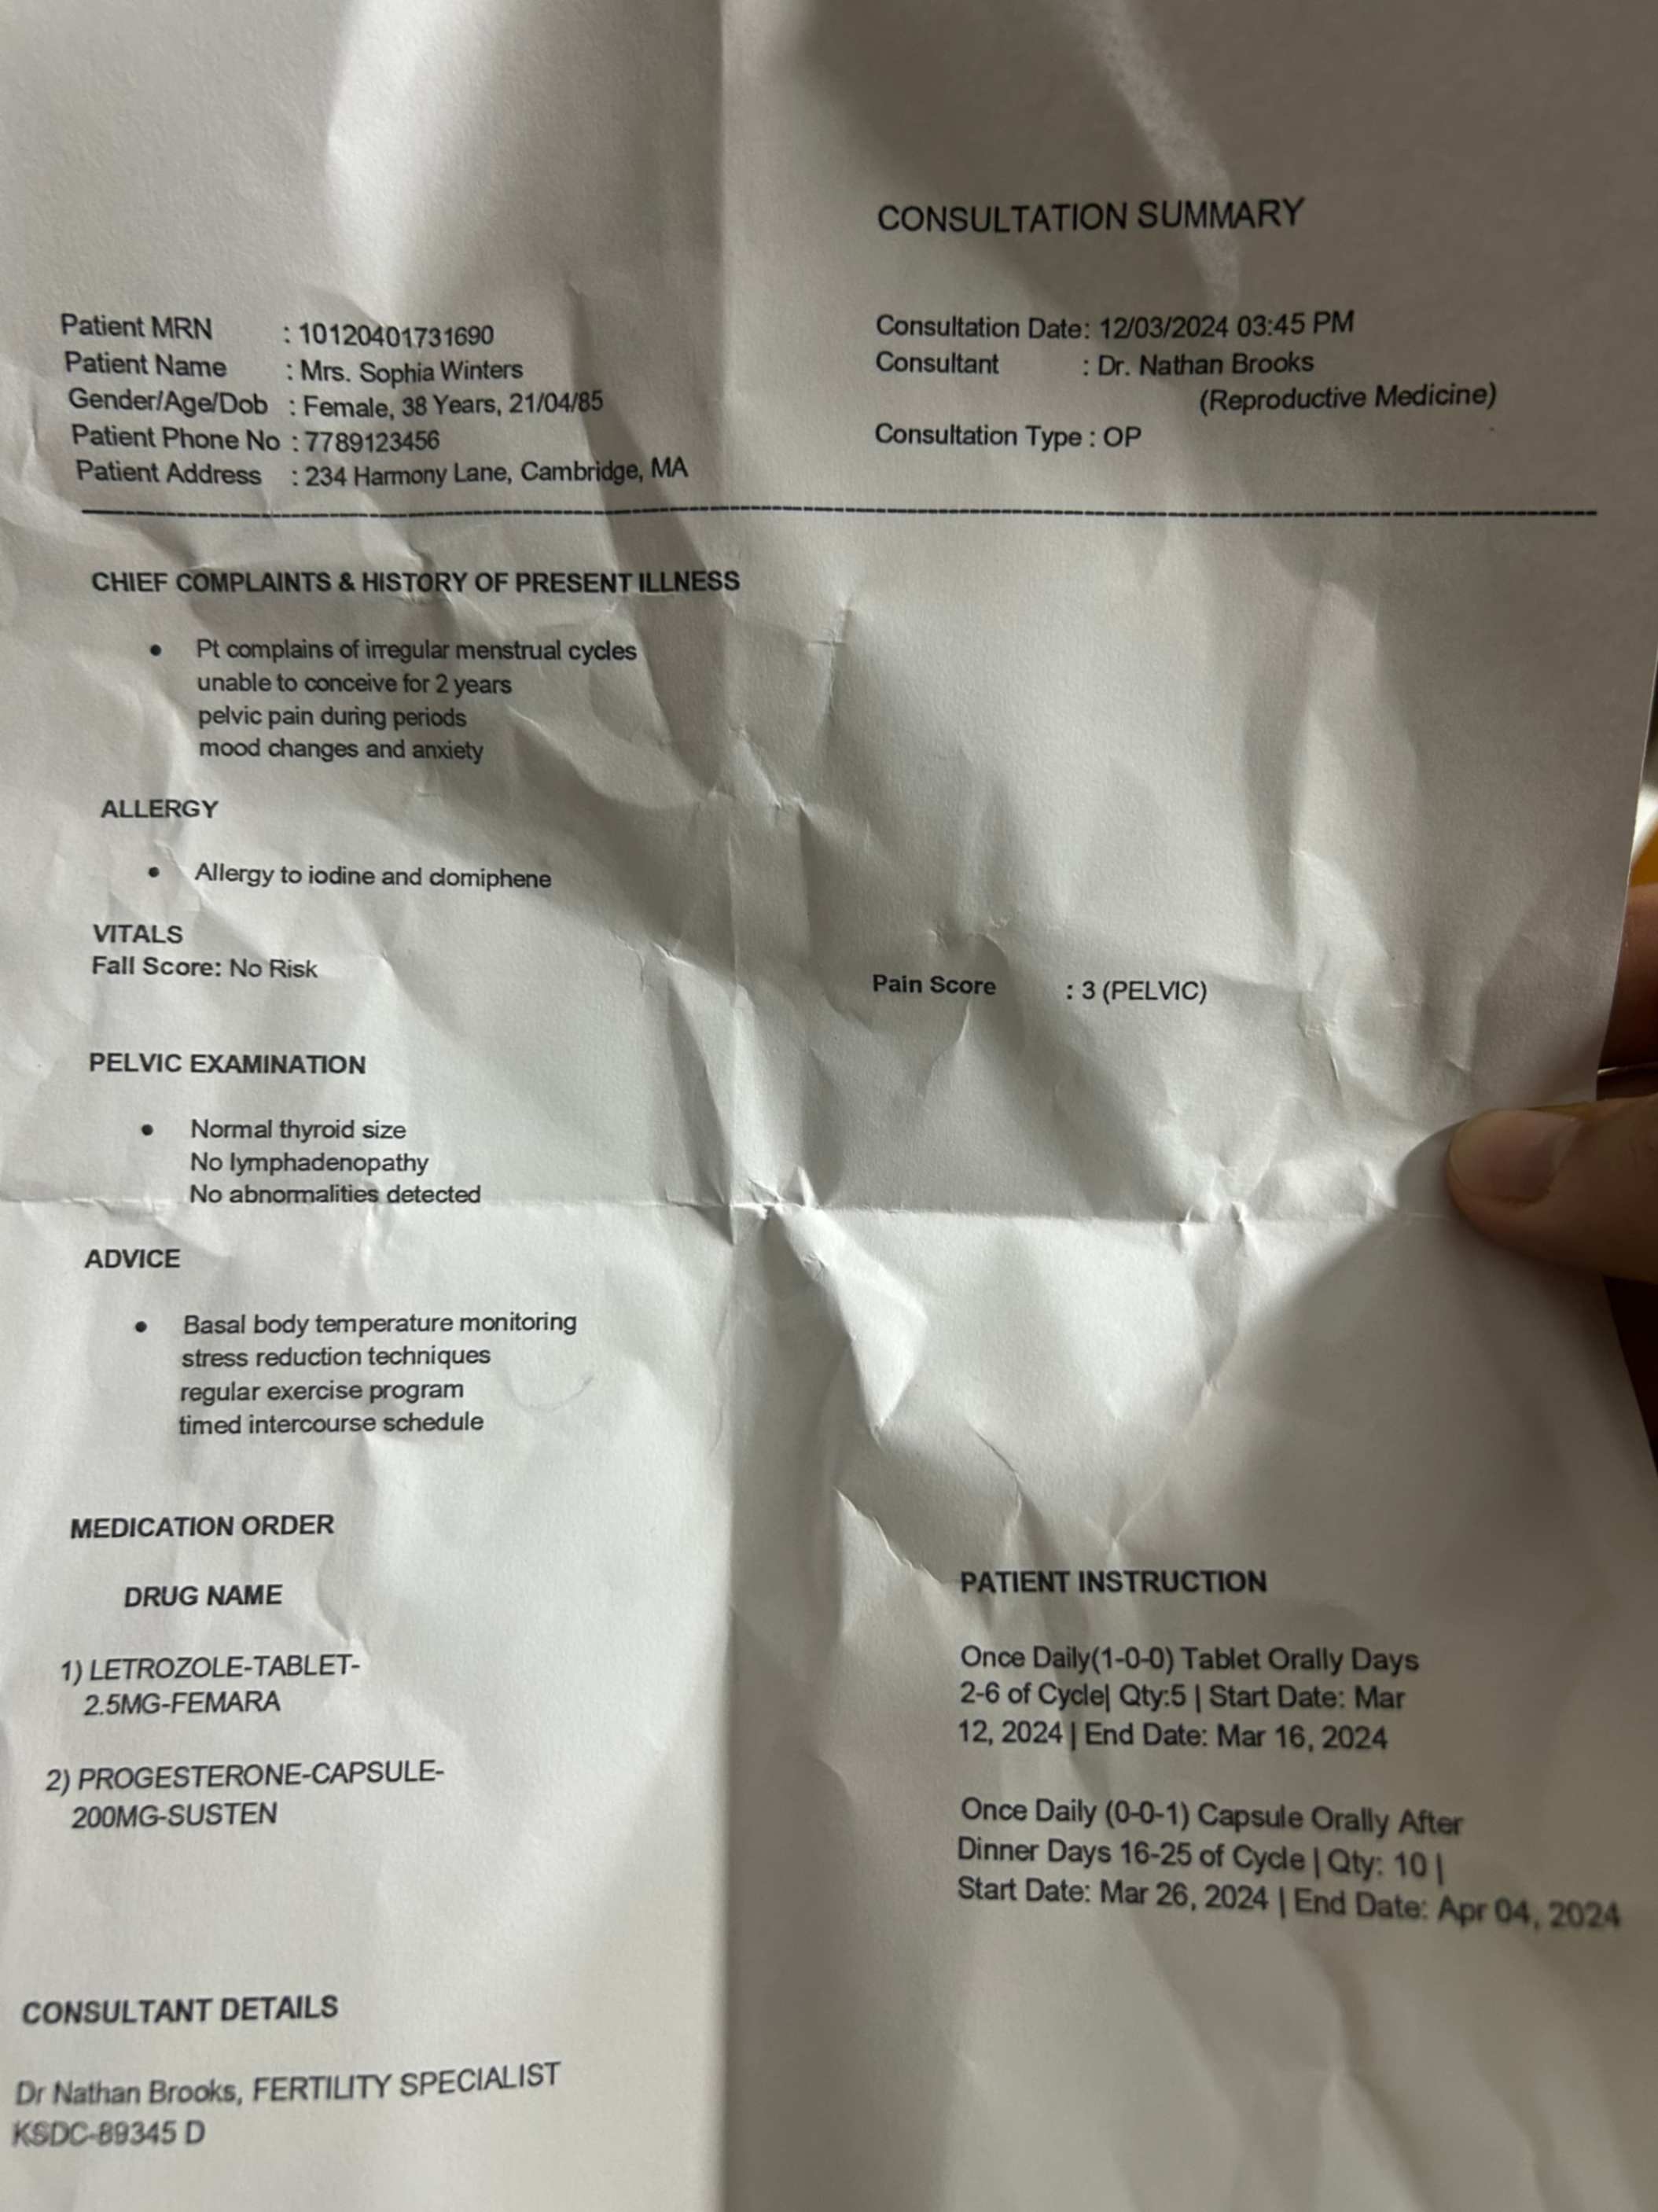 CONSULTATION SUMMARY
Patient MRN : 10120401731690
Patient Name : Mrs. Sophia Winters
Gender/Age/Dob : Female, 38 Years, 21/04/85
Patient Phone No : 7789123456
Patient Address : 234 Harmony Lane, Cambridge, MA
Consultation Date: 12/03/2024 03:45 PM
Consultant : Dr. Nathan Brooks
(Reproductive Medicine)
Consultation Type : OP
CHIEF COMPLAINTS & HISTORY OF PRESENT ILLNESS
• Pt complains of irregular menstrual cycles
unable to conceive for 2 years
pelvic pain during periods
mood changes and anxiety
ALLERGY
• Allergy to iodine and clomiphene
VITALS
Fall Score: No Risk
Pain Score : 3 (PELVIC)
PELVIC EXAMINATION
• Normal thyroid size
No lymphadenopathy
No abnormalities detected
ADVICE
• Basal body temperature monitoring
stress reduction techniques
regular exercise program
timed intercourse schedule
MEDICATION ORDER
DRUG NAME
PATIENT INSTRUCTION
1) LETROZOLE-TABLET-
2.5MG-FEMARA
Once Daily(1-0-0) Tablet Orally Days
2-6 of Cycle| Qty:5 | Start Date: Mar
12, 2024 | End Date: Mar 16, 2024
2) PROGESTERONE-CAPSULE-
200MG-SUSTEN
Once Daily (0-0-1) Capsule Orally After
Dinner Days 16-25 of Cycle | Qty: 10 |
Start Date: Mar 26, 2024 | End Date: Apr 04, 2024
CONSULTANT DETAILS
Dr Nathan Brooks, FERTILITY SPECIALIST
KSDC-89345 D